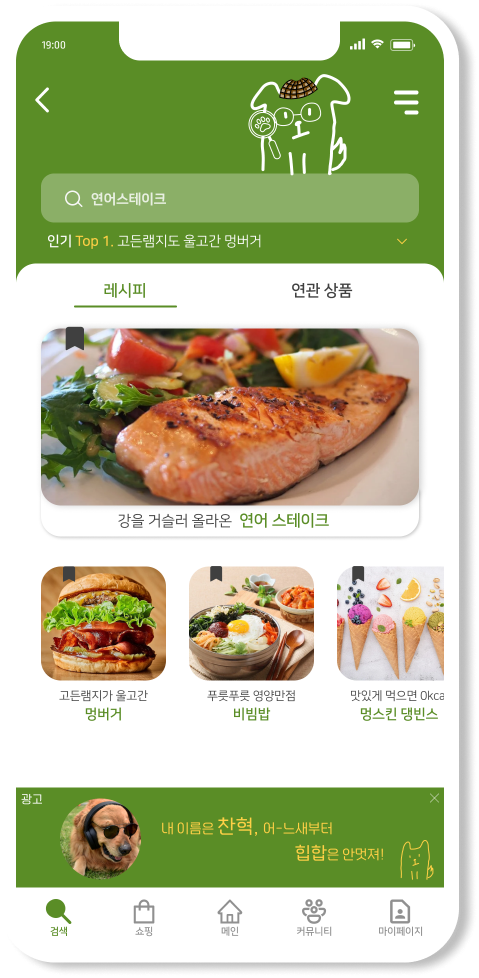 19:00
연어스테이크
인기 Top 1. 고든램지도 울고간 멍버거
레시피 연관 상품
강을 거슬러 올라온 연어 스테이크
고든램지가 울고간
멍버거
푸릇푸릇 영양만점
비빔밥
맛있게 먹으면 0kca
멍스킨 댕빈스
광고
내 이름은 찬혁, 어-느새부터
힙합은 안멋져!
검색 쇼핑 메인 커뮤니티 마이페이지